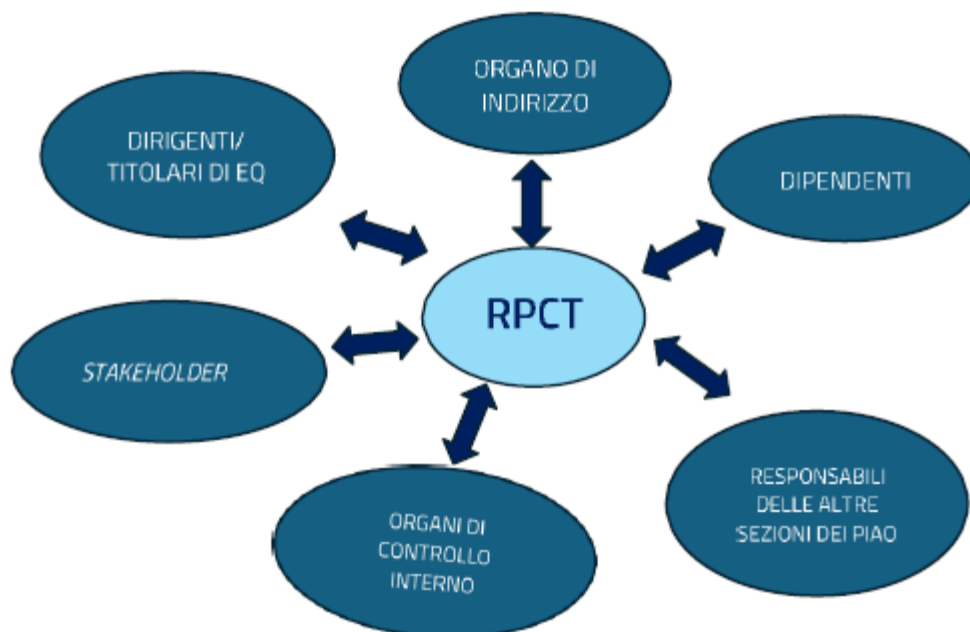 ORGANO DI
INDIRIZZO
DIRIGENTI/
TITOLARI DI EQ
DIPENDENTI
RPCT
STAKEHOLDER
RESPONSABILI
DELLE ALTRE
SEZIONI DEI PIAO
ORGANI DI
CONTROLLO
INTERNO